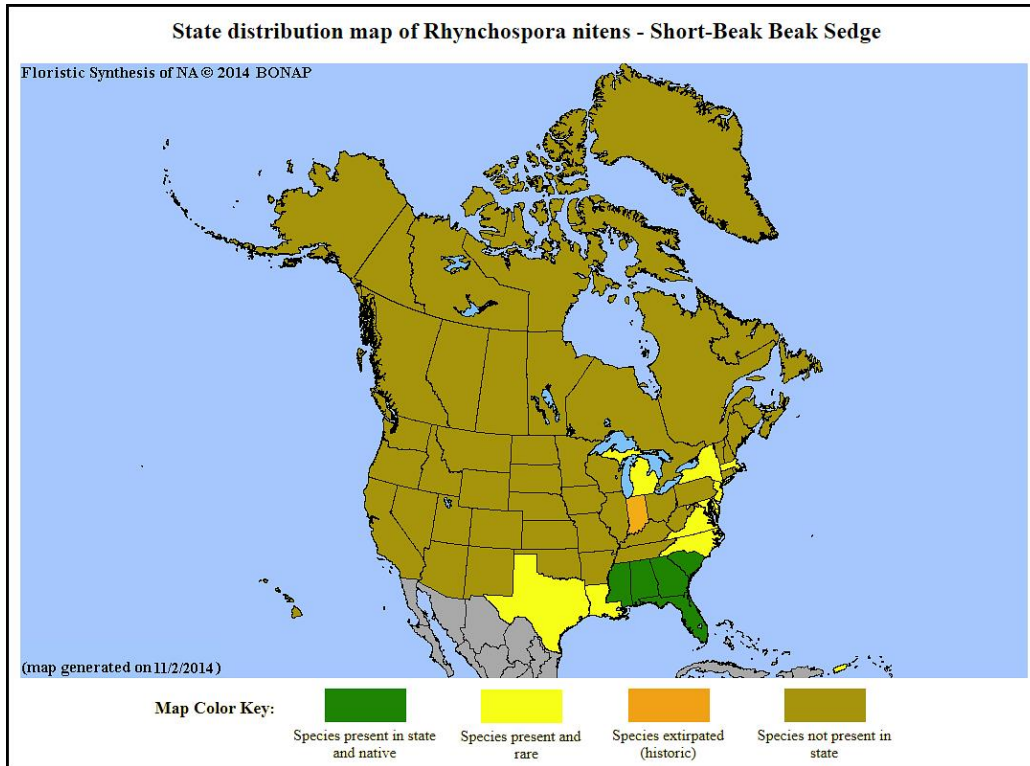 State distribution map of Rhynchospora nitens - Short-Beak Beak Sedge
Floristic Synthesis of NA © 2014 BONAP
(map generated on 11/2/2014 )
Map Color Key:
Species present in state
and native
Species present and
rare
Species extirpated
(historic)
Species not present in
state